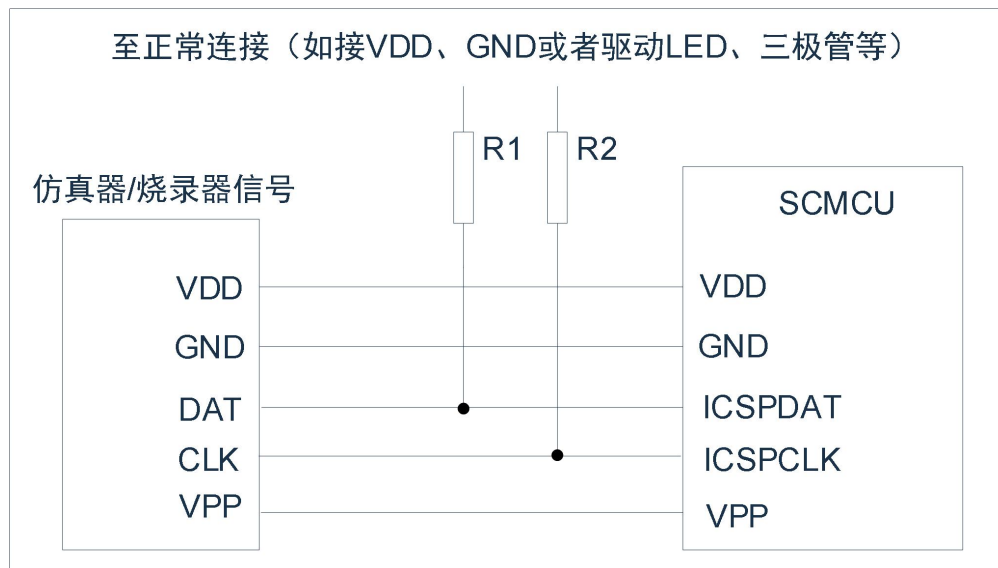 至正常连接（如接VDD、GND或者驱动LED、三极管等）
R1
R2
仿真器/烧录器信号
SCMCU
VDD
VDD
GND
GND
DAT
ICSPDAT
CLK
ICSPCLK
VPP
VPP